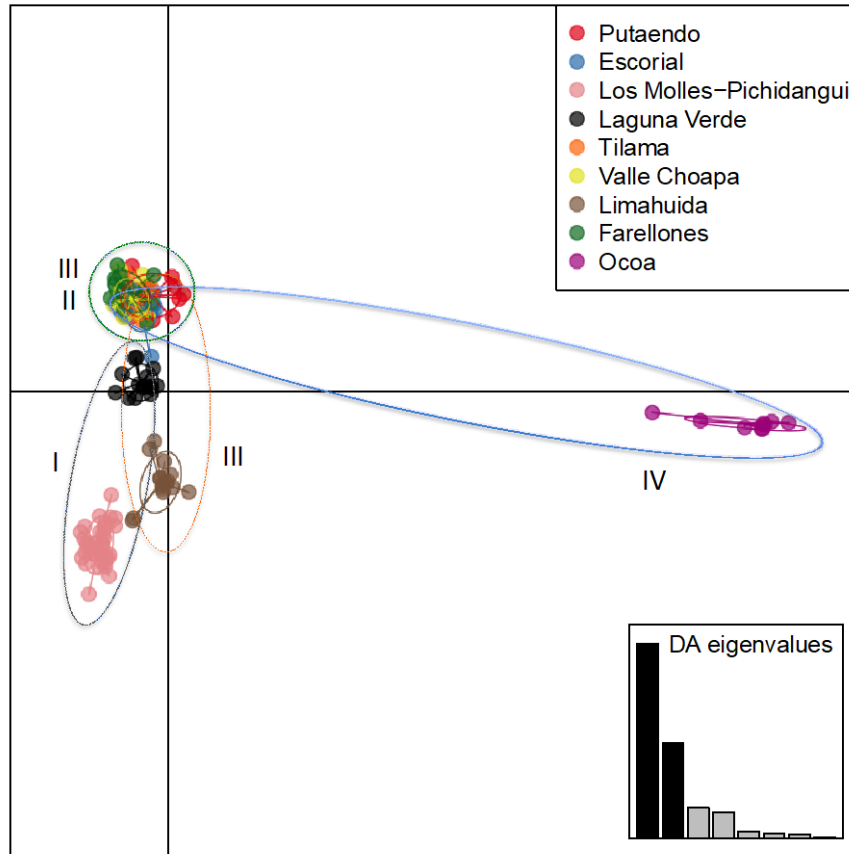 Putaendo
Escorial
Los Molles−Pichidangui
Laguna Verde
Tilama
Valle Choapa
Limahuida
Farellones
Ocoa
III
II
I
III
IV
DA eigenvalues